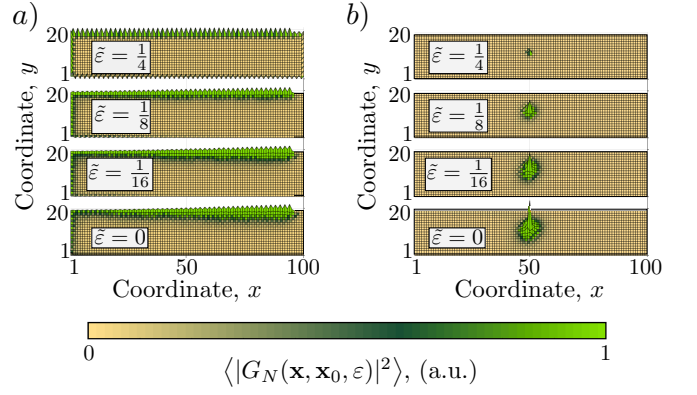 a)
Coordinate, y
20
1
ε̃ = 1/4
20
1
ε̃ = 1/8
20
1
ε̃ = 1/16
20
1
ε̃ = 0
1 50 100
Coordinate, x
b)
Coordinate, y
20
1
ε̃ = 1/4
20
1
ε̃ = 1/8
20
1
ε̃ = 1/16
20
1
ε̃ = 0
1 50 100
Coordinate, x
0 1
⟨|G_N(x, x₀, ε)|²⟩, (a.u.)